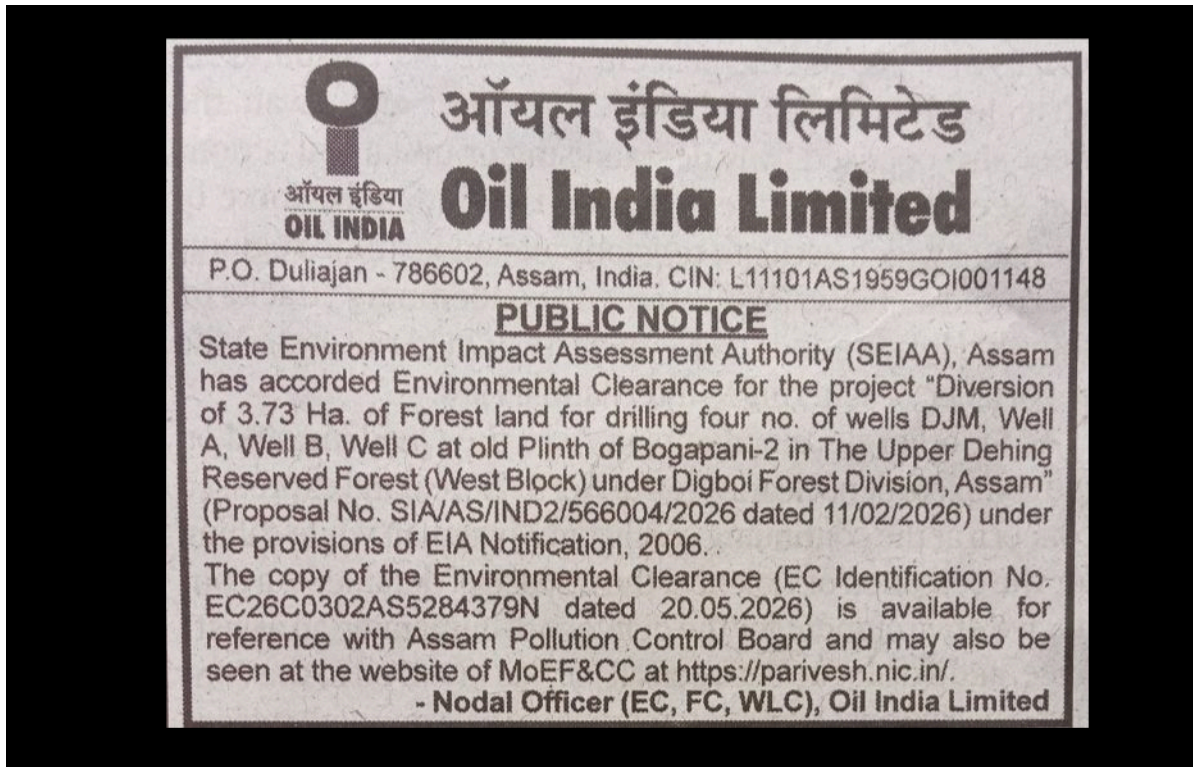 ऑयल इंडिया
OIL INDIA
ऑयल इंडिया लिमिटेड
Oil India Limited
P.O. Duliajan - 786602, Assam, India. CIN: L11101AS1959GOI001148
PUBLIC NOTICE
State Environment Impact Assessment Authority (SEIAA), Assam
has accorded Environmental Clearance for the project “Diversion
of 3.73 Ha. of Forest land for drilling four no. of wells DJM, Well
A, Well B, Well C at old Plinth of Bogapani-2 in The Upper Dehing
Reserved Forest (West Block) under Digboi Forest Division, Assam”
(Proposal No. SIA/AS/IND2/566004/2026 dated 11/02/2026) under
the provisions of EIA Notification, 2006.
The copy of the Environmental Clearance (EC Identification No.
EC26C0302AS5284379N dated 20.05.2026) is available for
reference with Assam Pollution Control Board and may also be
seen at the website of MoEF&CC at https://parivesh.nic.in/.
- Nodal Officer (EC, FC, WLC), Oil India Limited